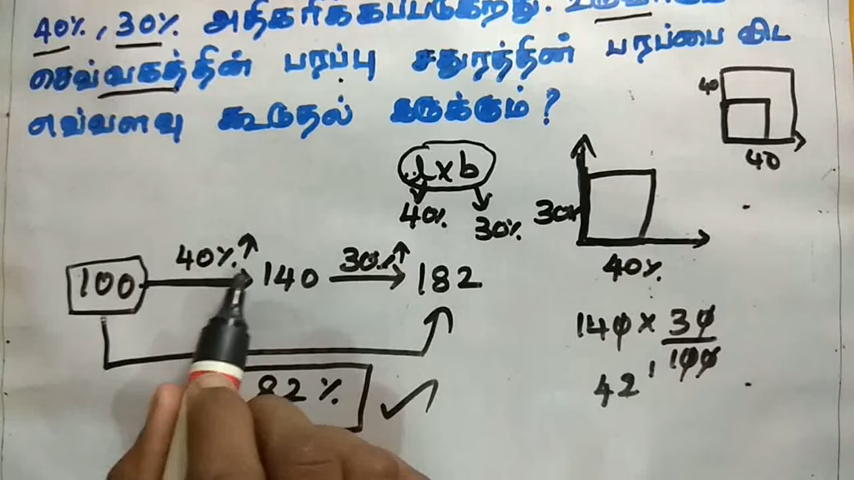 40%, 30% அதிகரிக்கப்படுகிறது.
செவ்வகத்தின் பரப்பு சதுரத்தின் பரப்பை விட
எவ்வளவு கூடுதல் இருக்கும்?
40
40
l x b
40% 30%
30%
40%
100 40%↑ 140 30%↑ 182
140 x 30/100
42
82% ✓